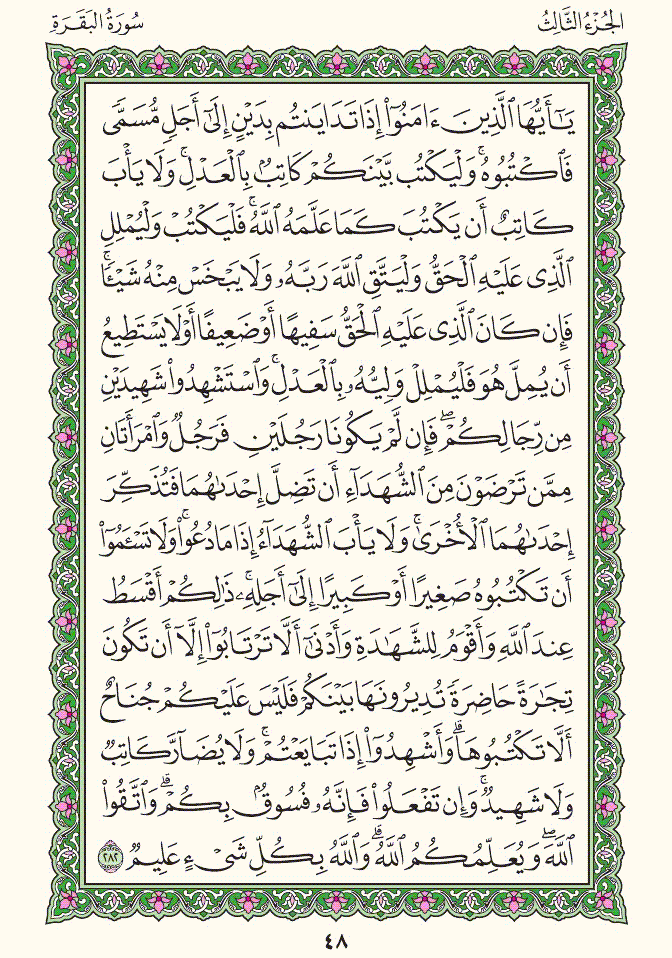 الجُزْءُ الثَّالِثُ
سُورَةُ البَقَرَةِ
يَـٰٓأَيُّهَا ٱلَّذِينَ ءَامَنُوٓا۟ إِذَا تَدَايَنتُم بِدَيْنٍ إِلَىٰٓ أَجَلٍ مُّسَمًّى
فَٱكْتُبُوهُ ۚ وَلْيَكْتُب بَّيْنَكُمْ كَاتِبٌۢ بِٱلْعَدْلِ ۚ وَلَا يَأْبَ
كَاتِبٌ أَن يَكْتُبَ كَمَا عَلَّمَهُ ٱللَّهُ ۚ فَلْيَكْتُبْ وَلْيُمْلِلِ
ٱلَّذِى عَلَيْهِ ٱلْحَقُّ وَلْيَتَّقِ ٱللَّهَ رَبَّهُۥ وَلَا يَبْخَسْ مِنْهُ شَيْـًٔا ۚ
فَإِن كَانَ ٱلَّذِى عَلَيْهِ ٱلْحَقُّ سَفِيهًا أَوْ ضَعِيفًا أَوْ لَا يَسْتَطِيعُ
أَن يُمِلَّ هُوَ فَلْيُمْلِلْ وَلِيُّهُۥ بِٱلْعَدْلِ ۚ وَٱسْتَشْهِدُوا۟ شَهِيدَيْنِ
مِن رِّجَالِكُمْ ۖ فَإِن لَّمْ يَكُونَا رَجُلَيْنِ فَرَجُلٌ وَٱمْرَأَتَانِ
مِمَّن تَرْضَوْنَ مِنَ ٱلشُّهَدَآءِ أَن تَضِلَّ إِحْدَىٰهُمَا فَتُذَكِّرَ
إِحْدَىٰهُمَا ٱلْأُخْرَىٰ ۚ وَلَا يَأْبَ ٱلشُّهَدَآءُ إِذَا مَا دُعُوا۟ ۚ وَلَا تَسْـَٔمُوٓا۟
أَن تَكْتُبُوهُ صَغِيرًا أَوْ كَبِيرًا إِلَىٰٓ أَجَلِهِۦ ۚ ذَٰلِكُمْ أَقْسَطُ
عِندَ ٱللَّهِ وَأَقْوَمُ لِلشَّهَـٰدَةِ وَأَدْنَىٰٓ أَلَّا تَرْتَابُوٓا۟ ۖ إِلَّآ أَن تَكُونَ
تِجَـٰرَةً حَاضِرَةً تُدِيرُونَهَا بَيْنَكُمْ فَلَيْسَ عَلَيْكُمْ جُنَاحٌ
أَلَّا تَكْتُبُوهَا ۗ وَأَشْهِدُوٓا۟ إِذَا تَبَايَعْتُمْ ۚ وَلَا يُضَآرَّ كَاتِبٌ
وَلَا شَهِيدٌ ۚ وَإِن تَفْعَلُوا۟ فَإِنَّهُۥ فُسُوقٌۢ بِكُمْ ۗ وَٱتَّقُوا۟
ٱللَّهَ ۖ وَيُعَلِّمُكُمُ ٱللَّهُ ۗ وَٱللَّهُ بِكُلِّ شَىْءٍ عَلِيمٌ ٢٨٢
٤٨